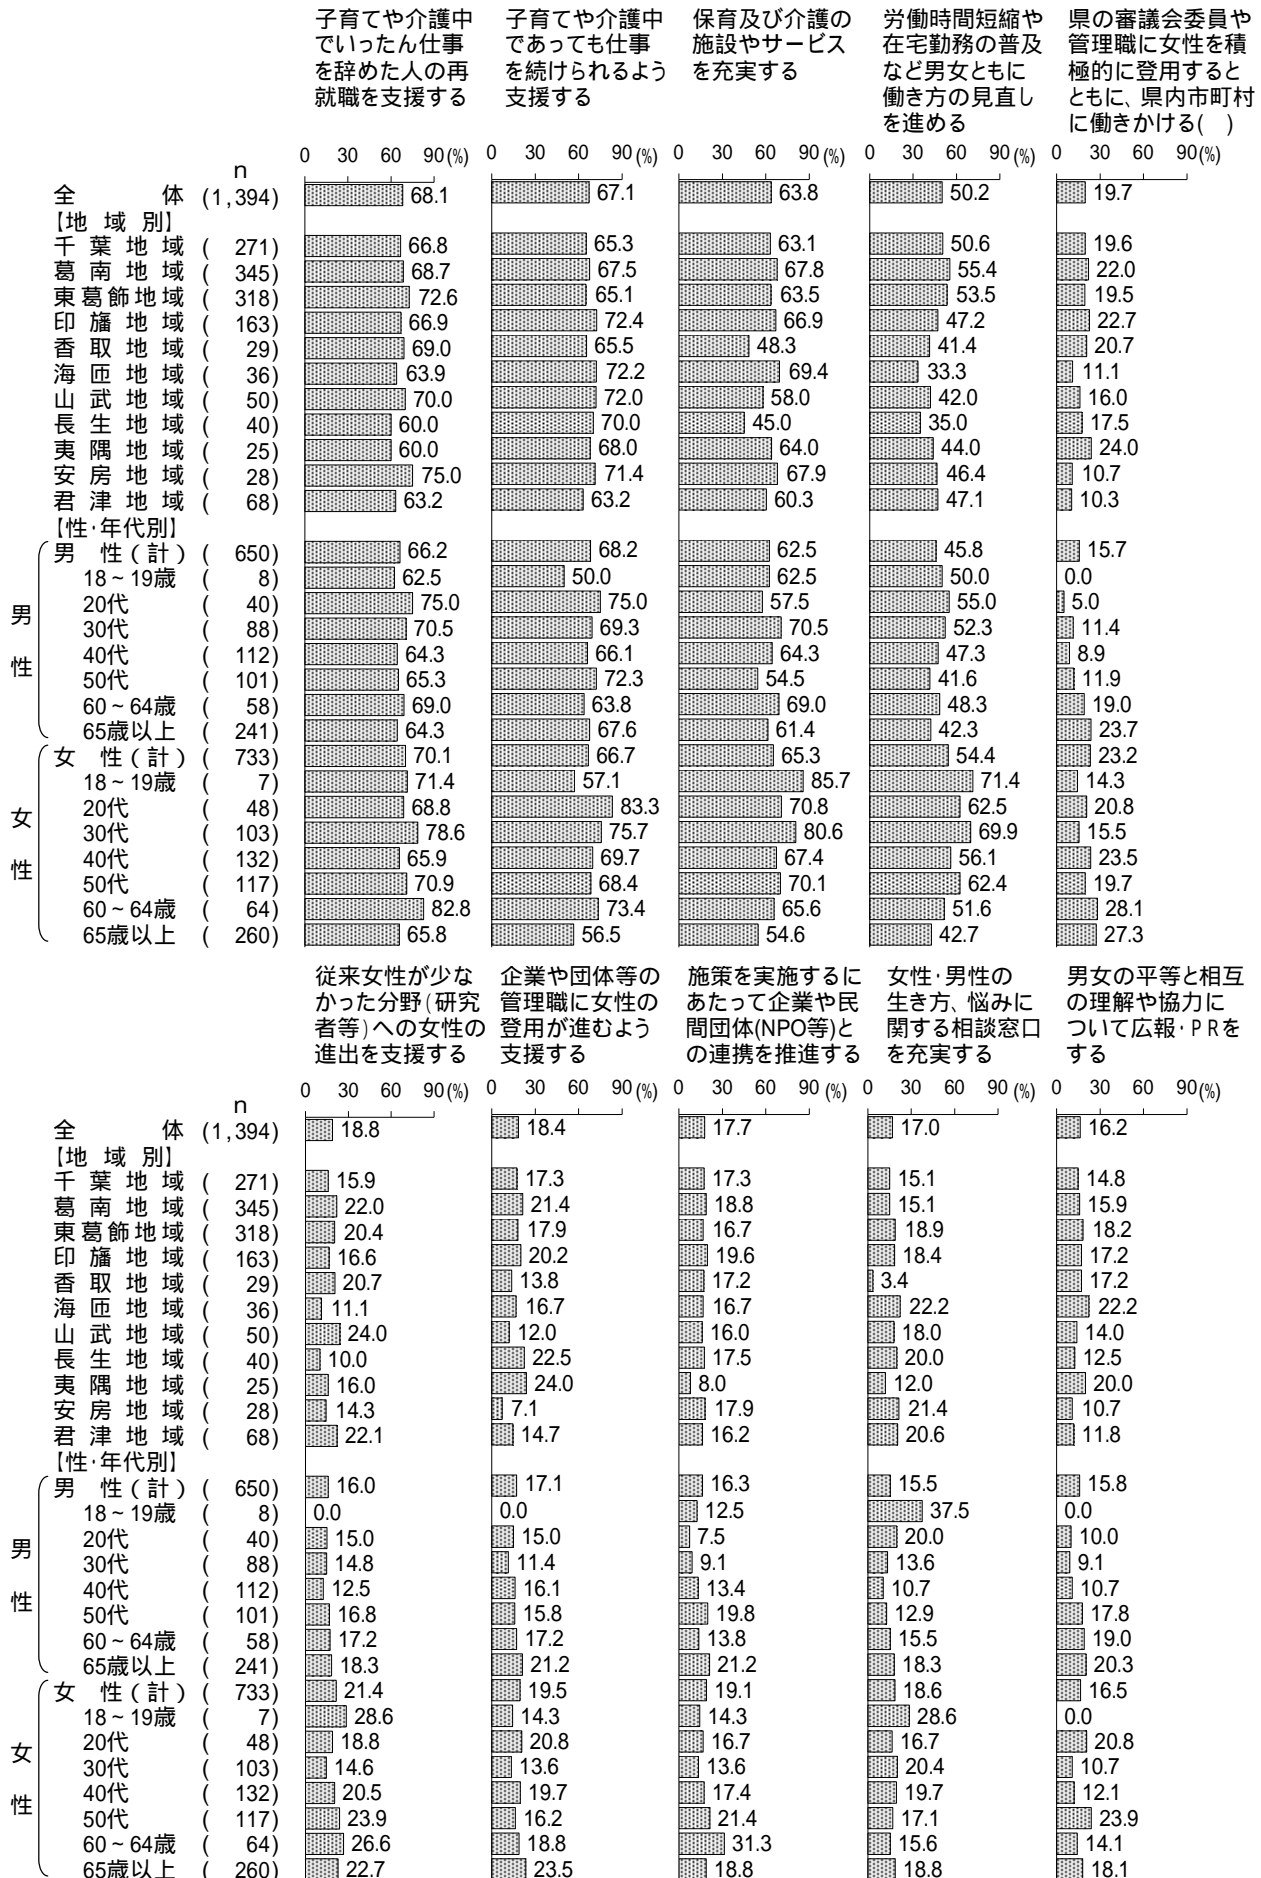 子育てや介護中 子育てや介護中 保育及び介護の 労働時間短縮や 県の審議会委員や
でいったん仕事 であっても仕事 施設やサービス 在宅勤務の普及 管理職に女性を積
を辞めた人の再 を続けられるよう を充実する など男女ともに 極的に登用すると
就職を支援する 支援する 働き方の見直し ともに、県内市町村
を進める に働きかける( )
0 30 60 90(%) 0 30 60 90(%) 0 30 60 90(%) 0 30 60 90(%) 0 30 60 90(%)
n
全 体 (1,394) 68.1 67.1 63.8 50.2 19.7
【地 域 別】
千 葉 地 域 ( 271) 66.8 65.3 63.1 50.6 19.6
葛 南 地 域 ( 345) 68.7 67.5 67.8 55.4 22.0
東葛飾地域 ( 318) 72.6 65.1 63.5 53.5 19.5
印 旛 地 域 ( 163) 66.9 72.4 66.9 47.2 22.7
香 取 地 域 ( 29) 69.0 65.5 48.3 41.4 20.7
海 匝 地 域 ( 36) 63.9 72.2 69.4 33.3 11.1
山 武 地 域 ( 50) 70.0 72.0 58.0 42.0 16.0
長 生 地 域 ( 40) 60.0 70.0 45.0 35.0 17.5
夷 隅 地 域 ( 25) 60.0 68.0 64.0 44.0 24.0
安 房 地 域 ( 28) 75.0 71.4 67.9 46.4 10.7
君 津 地 域 ( 68) 63.2 63.2 60.3 47.1 10.3
【性・年代別】
男 性(計) ( 650) 66.2 68.2 62.5 45.8 15.7
18~19歳 ( 8) 62.5 50.0 62.5 50.0 0.0
男 20代 ( 40) 75.0 75.0 57.5 55.0 5.0
30代 ( 88) 70.5 69.3 70.5 52.3 11.4
性 40代 ( 112) 64.3 66.1 64.3 47.3 8.9
50代 ( 101) 65.3 72.3 54.5 41.6 11.9
60~64歳 ( 58) 69.0 63.8 69.0 48.3 19.0
65歳以上 ( 241) 64.3 67.6 61.4 42.3 23.7
女 性(計) ( 733) 70.1 66.7 65.3 54.4 23.2
18~19歳 ( 7) 71.4 57.1 85.7 71.4 14.3
女 20代 ( 48) 68.8 83.3 70.8 62.5 20.8
30代 ( 103) 78.6 75.7 80.6 69.9 15.5
性 40代 ( 132) 65.9 69.7 67.4 56.1 23.5
50代 ( 117) 70.9 68.4 70.1 62.4 19.7
60~64歳 ( 64) 82.8 73.4 65.6 51.6 28.1
65歳以上 ( 260) 65.8 56.5 54.6 42.7 27.3
従来女性が少な 企業や団体等の 施策を実施するに 女性・男性の 男女の平等と相互
かった分野(研究 管理職に女性の あたって企業や民 生き方、悩みに の理解や協力に
者等)への女性の 登用が進むよう 間団体(NPO等)と 関する相談窓口 ついて広報・PRを
進出を支援する 支援する の連携を推進する を充実する する
0 30 60 90(%) 0 30 60 90(%) 0 30 60 90(%) 0 30 60 90(%) 0 30 60 90(%)
n
全 体 (1,394) 18.8 18.4 17.7 17.0 16.2
【地 域 別】
千 葉 地 域 ( 271) 15.9 17.3 17.3 15.1 14.8
葛 南 地 域 ( 345) 22.0 21.4 18.8 15.1 15.9
東葛飾地域 ( 318) 20.4 17.9 16.7 18.9 18.2
印 旛 地 域 ( 163) 16.6 20.2 19.6 18.4 17.2
香 取 地 域 ( 29) 20.7 13.8 17.2 3.4 17.2
海 匝 地 域 ( 36) 11.1 16.7 16.7 22.2 22.2
山 武 地 域 ( 50) 24.0 12.0 16.0 18.0 14.0
長 生 地 域 ( 40) 10.0 22.5 17.5 20.0 12.5
夷 隅 地 域 ( 25) 16.0 24.0 8.0 12.0 20.0
安 房 地 域 ( 28) 14.3 7.1 17.9 21.4 10.7
君 津 地 域 ( 68) 22.1 14.7 16.2 20.6 11.8
【性・年代別】
男 性(計) ( 650) 16.0 17.1 16.3 15.5 15.8
18~19歳 ( 8) 0.0 0.0 12.5 37.5 0.0
男 20代 ( 40) 15.0 15.0 7.5 20.0 10.0
30代 ( 88) 14.8 11.4 9.1 13.6 9.1
性 40代 ( 112) 12.5 16.1 13.4 10.7 10.7
50代 ( 101) 16.8 15.8 19.8 12.9 17.8
60~64歳 ( 58) 17.2 17.2 13.8 15.5 19.0
65歳以上 ( 241) 18.3 21.2 21.2 18.3 20.3
女 性(計) ( 733) 21.4 19.5 19.1 18.6 16.5
18~19歳 ( 7) 28.6 14.3 14.3 28.6 0.0
女 20代 ( 48) 18.8 20.8 16.7 16.7 20.8
30代 ( 103) 14.6 13.6 13.6 20.4 10.7
性 40代 ( 132) 20.5 19.7 17.4 19.7 12.1
50代 ( 117) 23.9 16.2 21.4 17.1 23.9
60~64歳 ( 64) 26.6 18.8 31.3 15.6 14.1
65歳以上 ( 260) 22.7 23.5 18.8 18.8 18.1